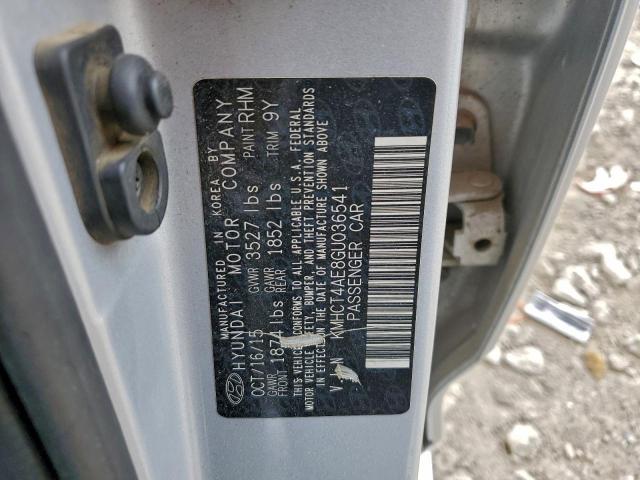 MANUFACTURED IN KOREA BY
HYUNDAI MOTOR COMPANY
OCT/16/15 GVWR 3527 lbs PAINT RHM
GAWR FRONT 1874 lbs GAWR REAR 1852 lbs TRIM 9Y
THIS VEHICLE CONFORMS TO ALL APPLICABLE U.S.A. FEDERAL
MOTOR VEHICLE SAFETY, BUMPER, AND THEFT PREVENTION STANDARDS
IN EFFECT ON THE DATE OF MANUFACTURE SHOWN ABOVE
V I N KMHCT4AE8GU036541
PASSENGER CAR